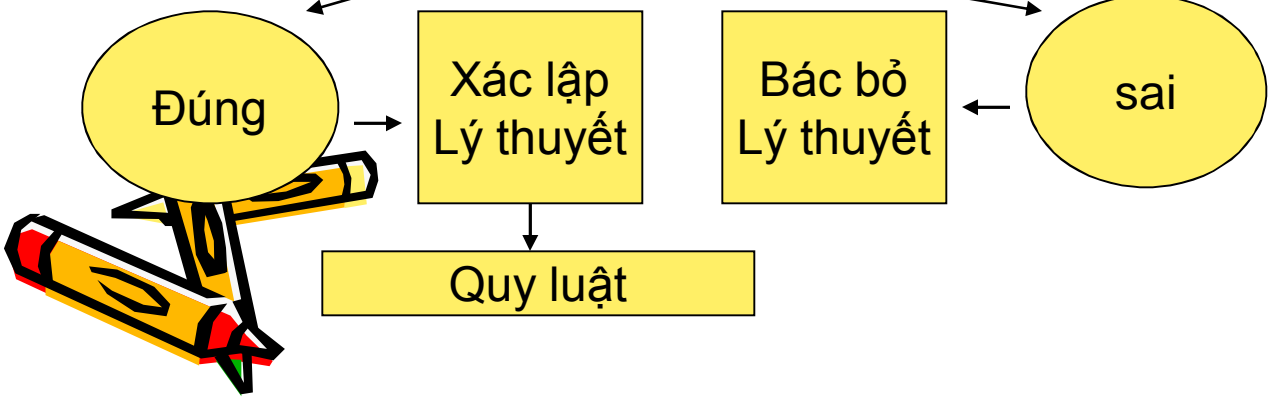 Đúng
Xác lập
Lý thuyết
Bác bỏ
Lý thuyết
sai
Quy luật